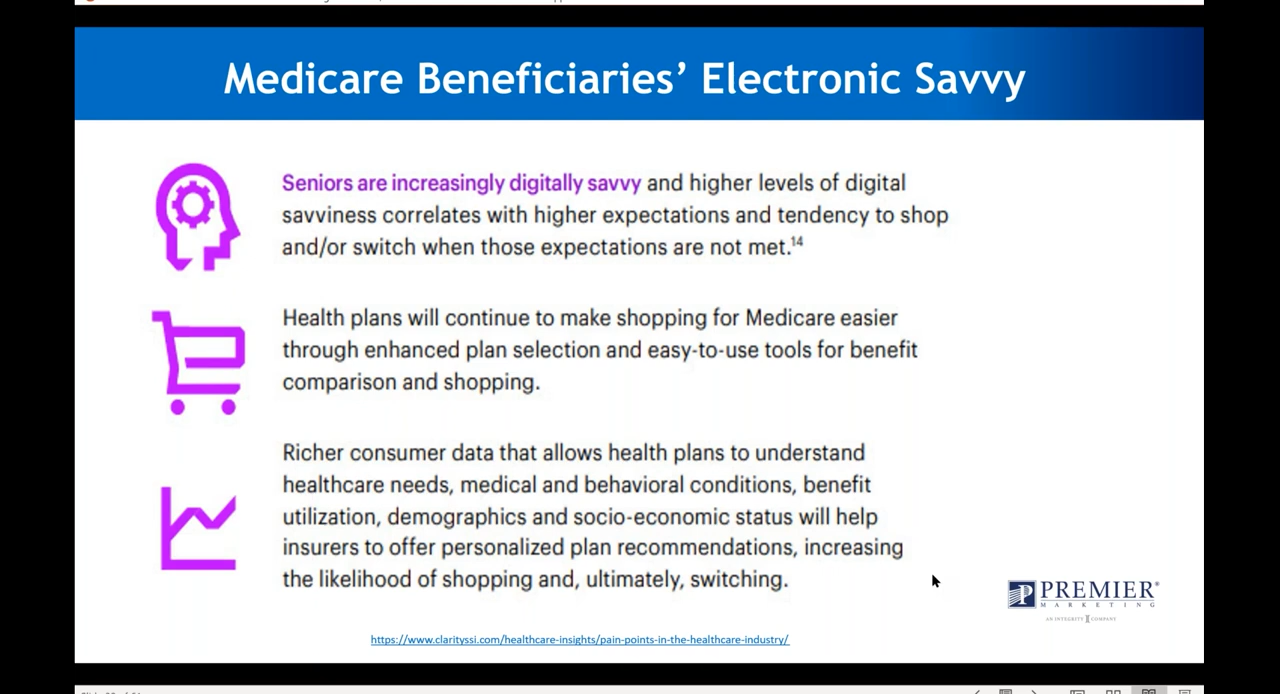 Medicare Beneficiaries’ Electronic Savvy
Seniors are increasingly digitally savvy and higher levels of digital
savviness correlates with higher expectations and tendency to shop
and/or switch when those expectations are not met.14
Health plans will continue to make shopping for Medicare easier
through enhanced plan selection and easy-to-use tools for benefit
comparison and shopping.
Richer consumer data that allows health plans to understand
healthcare needs, medical and behavioral conditions, benefit
utilization, demographics and socio-economic status will help
insurers to offer personalized plan recommendations, increasing
the likelihood of shopping and, ultimately, switching.
PREMIER®
MARKETING
AN INTEGRITY COMPANY
https://www.clarityssi.com/healthcare-insights/pain-points-in-the-healthcare-industry/